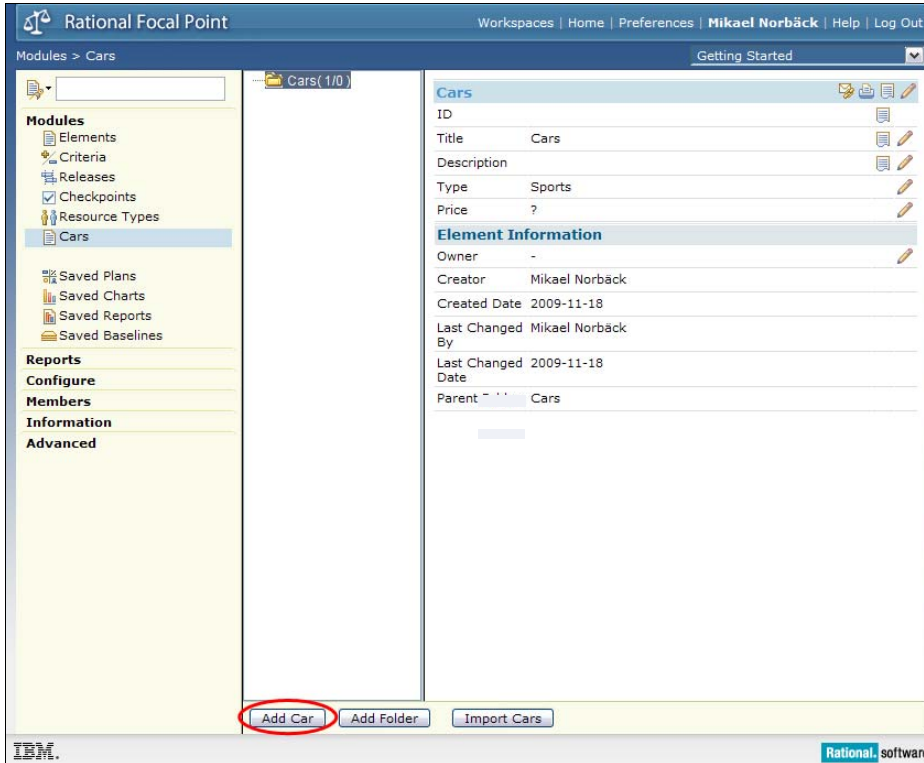 Rational Focal Point
Workspaces | Home | Preferences | Mikael Norbäck | Help | Log Out
Modules > Cars
Getting Started
Modules
Elements
Criteria
Releases
Checkpoints
Resource Types
Cars
Saved Plans
Saved Charts
Saved Reports
Saved Baselines
Reports
Configure
Members
Information
Advanced
Cars( 1/0 )
Cars
ID
Title Cars
Description
Type Sports
Price ?
Element Information
Owner -
Creator Mikael Norbäck
Created Date 2009-11-18
Last Changed By Mikael Norbäck
Last Changed Date 2009-11-18
Parent Cars
Add Car Add Folder Import Cars
IBM.
Rational. software